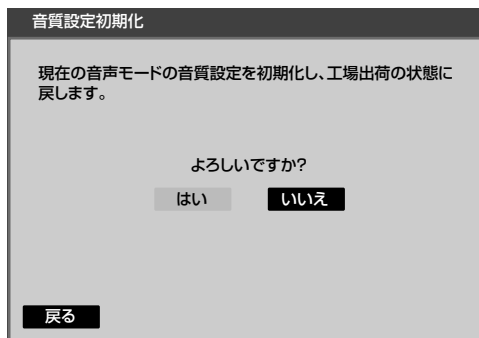 音質設定初期化
現在の音声モードの音質設定を初期化し、工場出荷の状態に
戻します。
よろしいですか?
はい いいえ
戻る